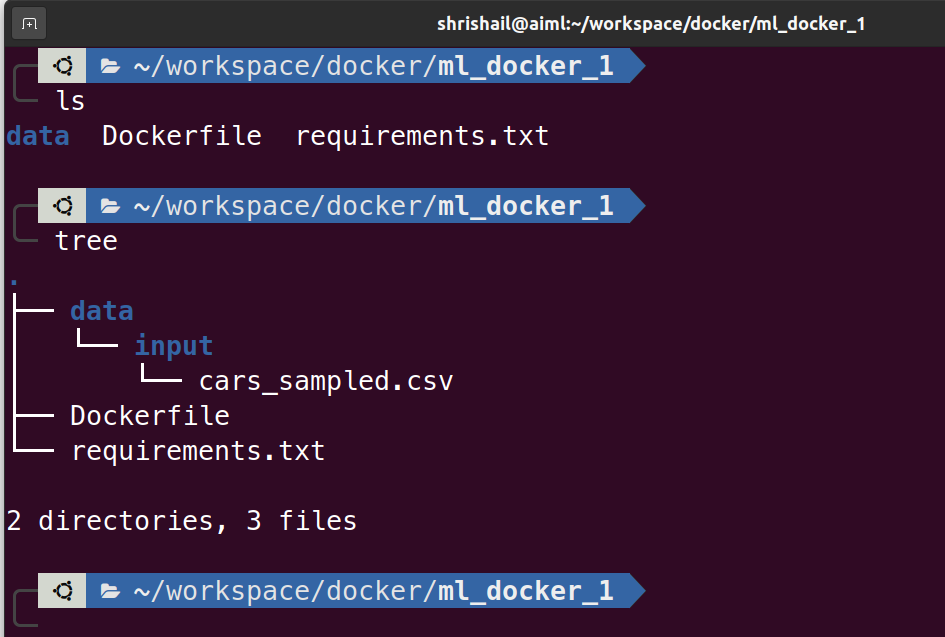 shrishail@aiml:~/workspace/docker/ml_docker_1
~/workspace/docker/ml_docker_1
ls
data Dockerfile requirements.txt
~/workspace/docker/ml_docker_1
tree
.
data
input
cars_sampled.csv
Dockerfile
requirements.txt
2 directories, 3 files
~/workspace/docker/ml_docker_1